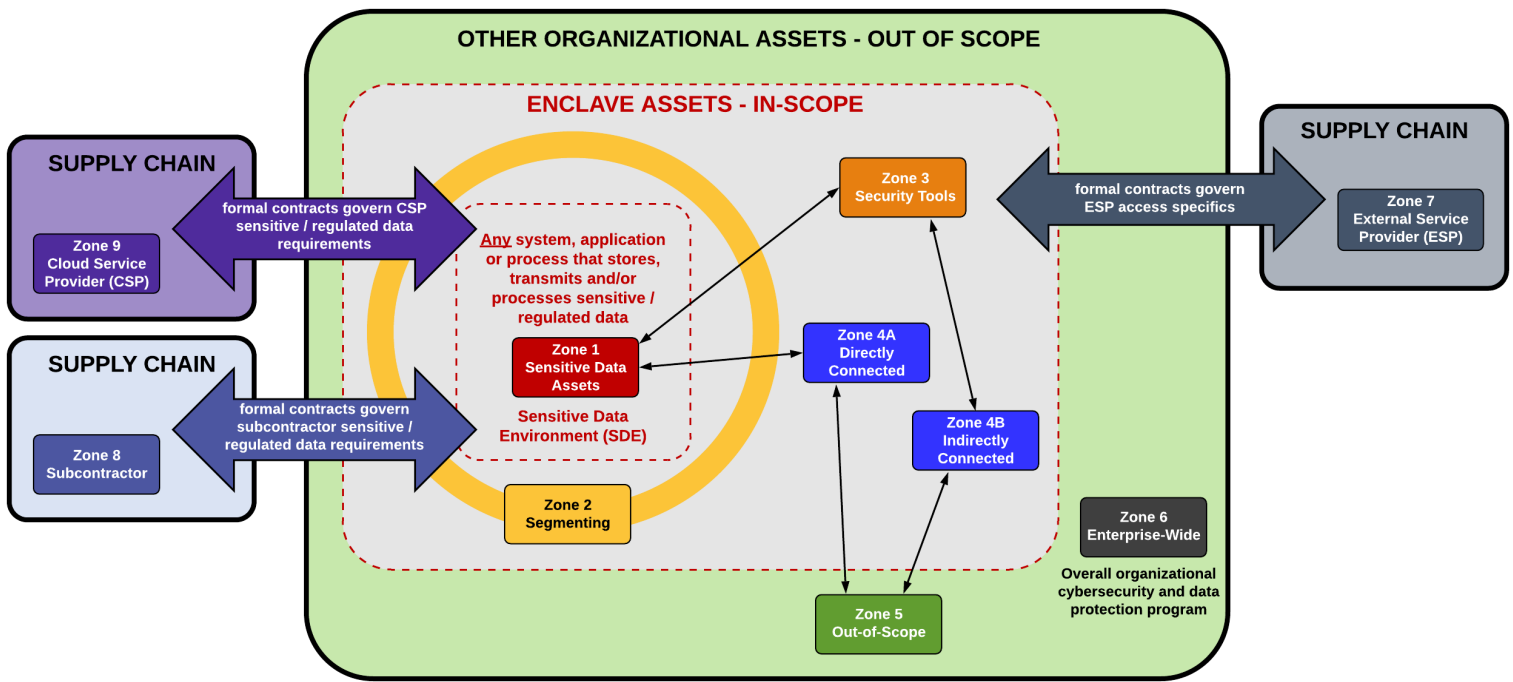 OTHER ORGANIZATIONAL ASSETS - OUT OF SCOPE
ENCLAVE ASSETS - IN-SCOPE
SUPPLY CHAIN
formal contracts govern CSP
sensitive / regulated data
requirements
Zone 9
Cloud Service
Provider (CSP)
SUPPLY CHAIN
formal contracts govern
subcontractor sensitive /
regulated data requirements
Zone 8
Subcontractor
Any system, application
or process that stores,
transmits and/or
processes sensitive /
regulated data
Zone 1
Sensitive Data
Assets
Sensitive Data
Environment (SDE)
Zone 2
Segmenting
Zone 3
Security Tools
Zone 4A
Directly
Connected
Zone 4B
Indirectly
Connected
Zone 5
Out-of-Scope
Zone 6
Enterprise-Wide
Overall organizational
cybersecurity and data
protection program
SUPPLY CHAIN
formal contracts govern
ESP access specifics
Zone 7
External Service
Provider (ESP)